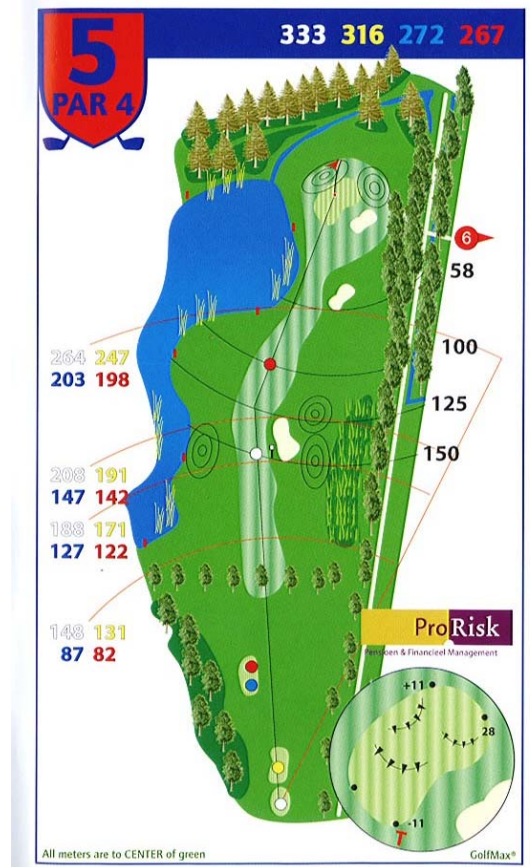 5
PAR 4
333 316 272 267
6
58
100
125
150
264 247
203 198
208 191
147 142
188 171
127 122
148 131
87 82
ProRisk
Pensioen & Financieel Management
+11
28
-11
T
All meters are to CENTER of green
GolfMax®